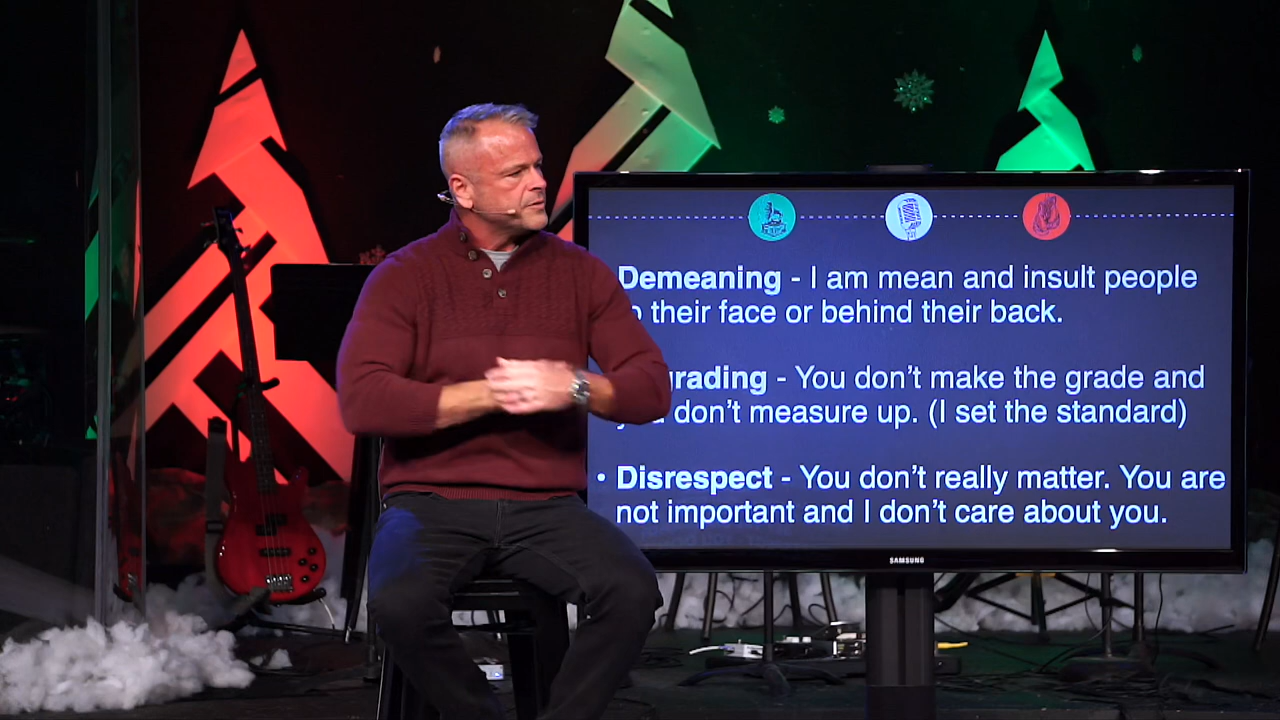 Demeaning - I am mean and insult people
their face or behind their back.
grading - You don't make the grade and
don't measure up. (I set the standard)
• Disrespect - You don't really matter. You are
not important and I don't care about you.
SAMSUNG